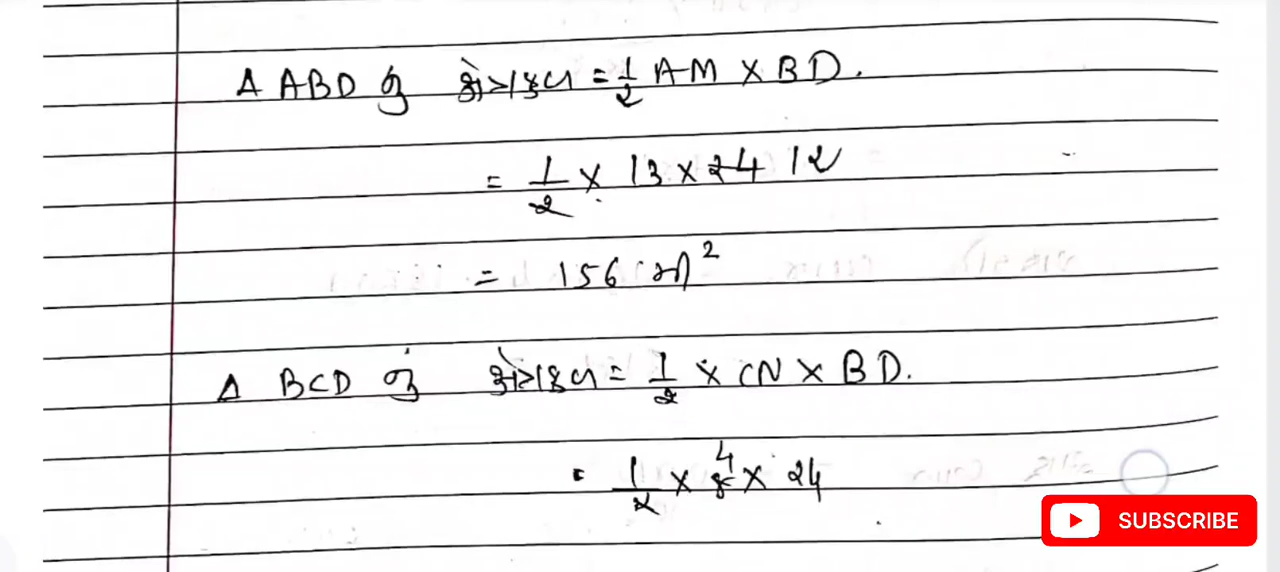 Δ ABD નું ક્ષેત્રફળ = 1/2 AM × BD.
= 1/2 × 13 × 24 12
= 156 સેમી²
Δ BCD નું ક્ષેત્રફળ = 1/2 × CN × BD.
= 1/2 × 8 4 × 24
SUBSCRIBE